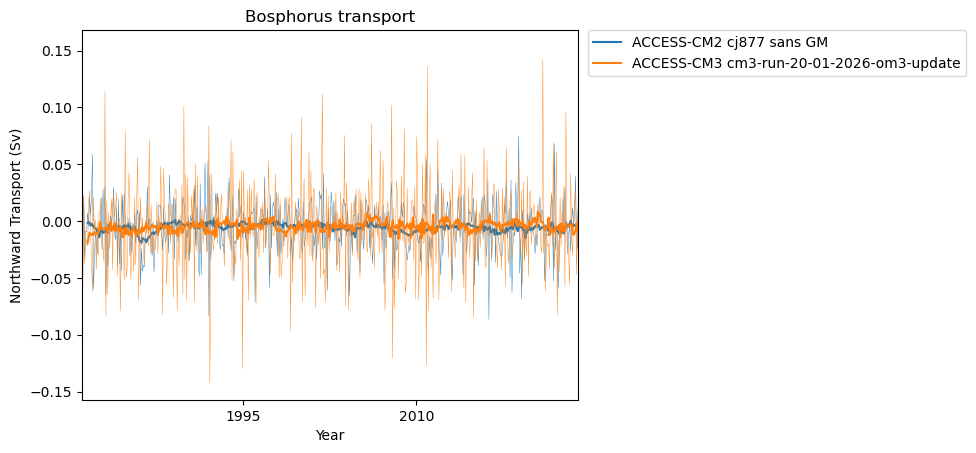 Bosphorus transport
ACCESS-CM2 cj877 sans GM
ACCESS-CM3 cm3-run-20-01-2026-om3-update
Northward Transport (Sv)
0.15
0.10
0.05
0.00
−0.05
−0.10
−0.15
1995
2010
Year